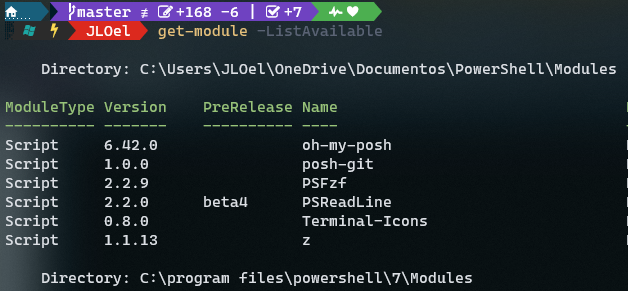 master ≢ +168 -6 | +7
JLOel get-module -ListAvailable
Directory: C:\Users\JLOel\OneDrive\Documentos\PowerShell\Modules
ModuleType Version PreRelease Name
---------- ------- ---------- ----
Script 6.42.0 oh-my-posh
Script 1.0.0 posh-git
Script 2.2.9 PSFzf
Script 2.2.0 beta4 PSReadLine
Script 0.8.0 Terminal-Icons
Script 1.1.13 z
Directory: C:\program files\powershell\7\Modules